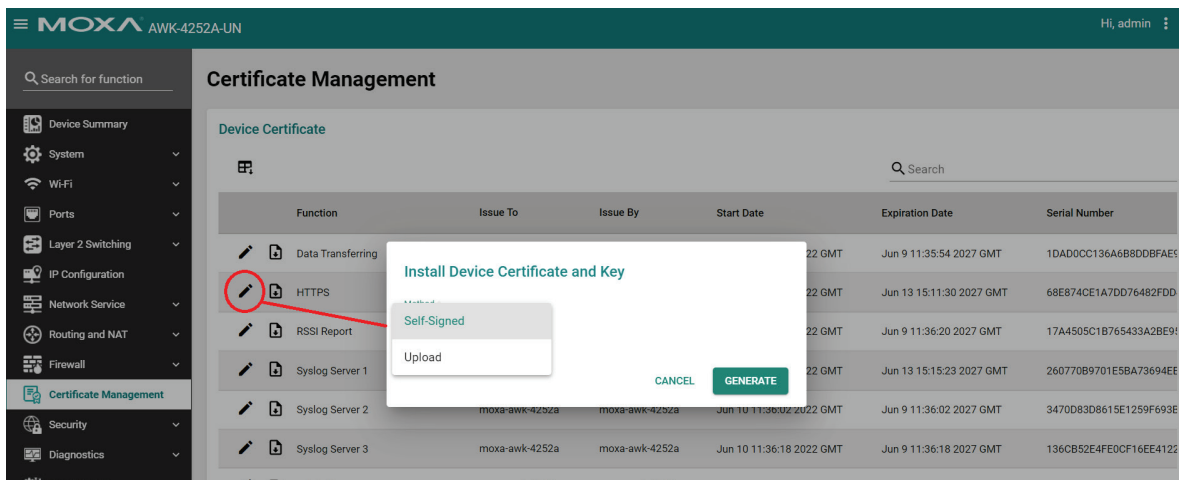 MOXA AWK-4252A-UN
Hi, admin
Search for function
Certificate Management
Device Summary
System
Wi-Fi
Ports
Layer 2 Switching
IP Configuration
Network Service
Routing and NAT
Firewall
Certificate Management
Security
Diagnostics
Device Certificate
Search
Function Issue To Issue By Start Date Expiration Date Serial Number
Data Transferring 22 GMT Jun 9 11:35:54 2027 GMT 1DAD0CC136A6B8DDBFAE9
HTTPS 22 GMT Jun 13 15:11:30 2027 GMT 68E874CE1A7DD76482FDD
RSSI Report 22 GMT Jun 9 11:36:20 2027 GMT 17A4505C1B765433A2BE9
Syslog Server 1 22 GMT Jun 13 15:15:23 2027 GMT 260770B9701E5BA73694EE
Syslog Server 2 moxa-awk-4252a moxa-awk-4252a Jun 10 11:36:02 2022 GMT Jun 9 11:36:02 2027 GMT 3470D83D8615E1259F693E
Syslog Server 3 moxa-awk-4252a moxa-awk-4252a Jun 10 11:36:18 2022 GMT Jun 9 11:36:18 2027 GMT 136CB52E4FE0CF16EE4122
Install Device Certificate and Key
Method
Self-Signed
Upload
CANCEL GENERATE